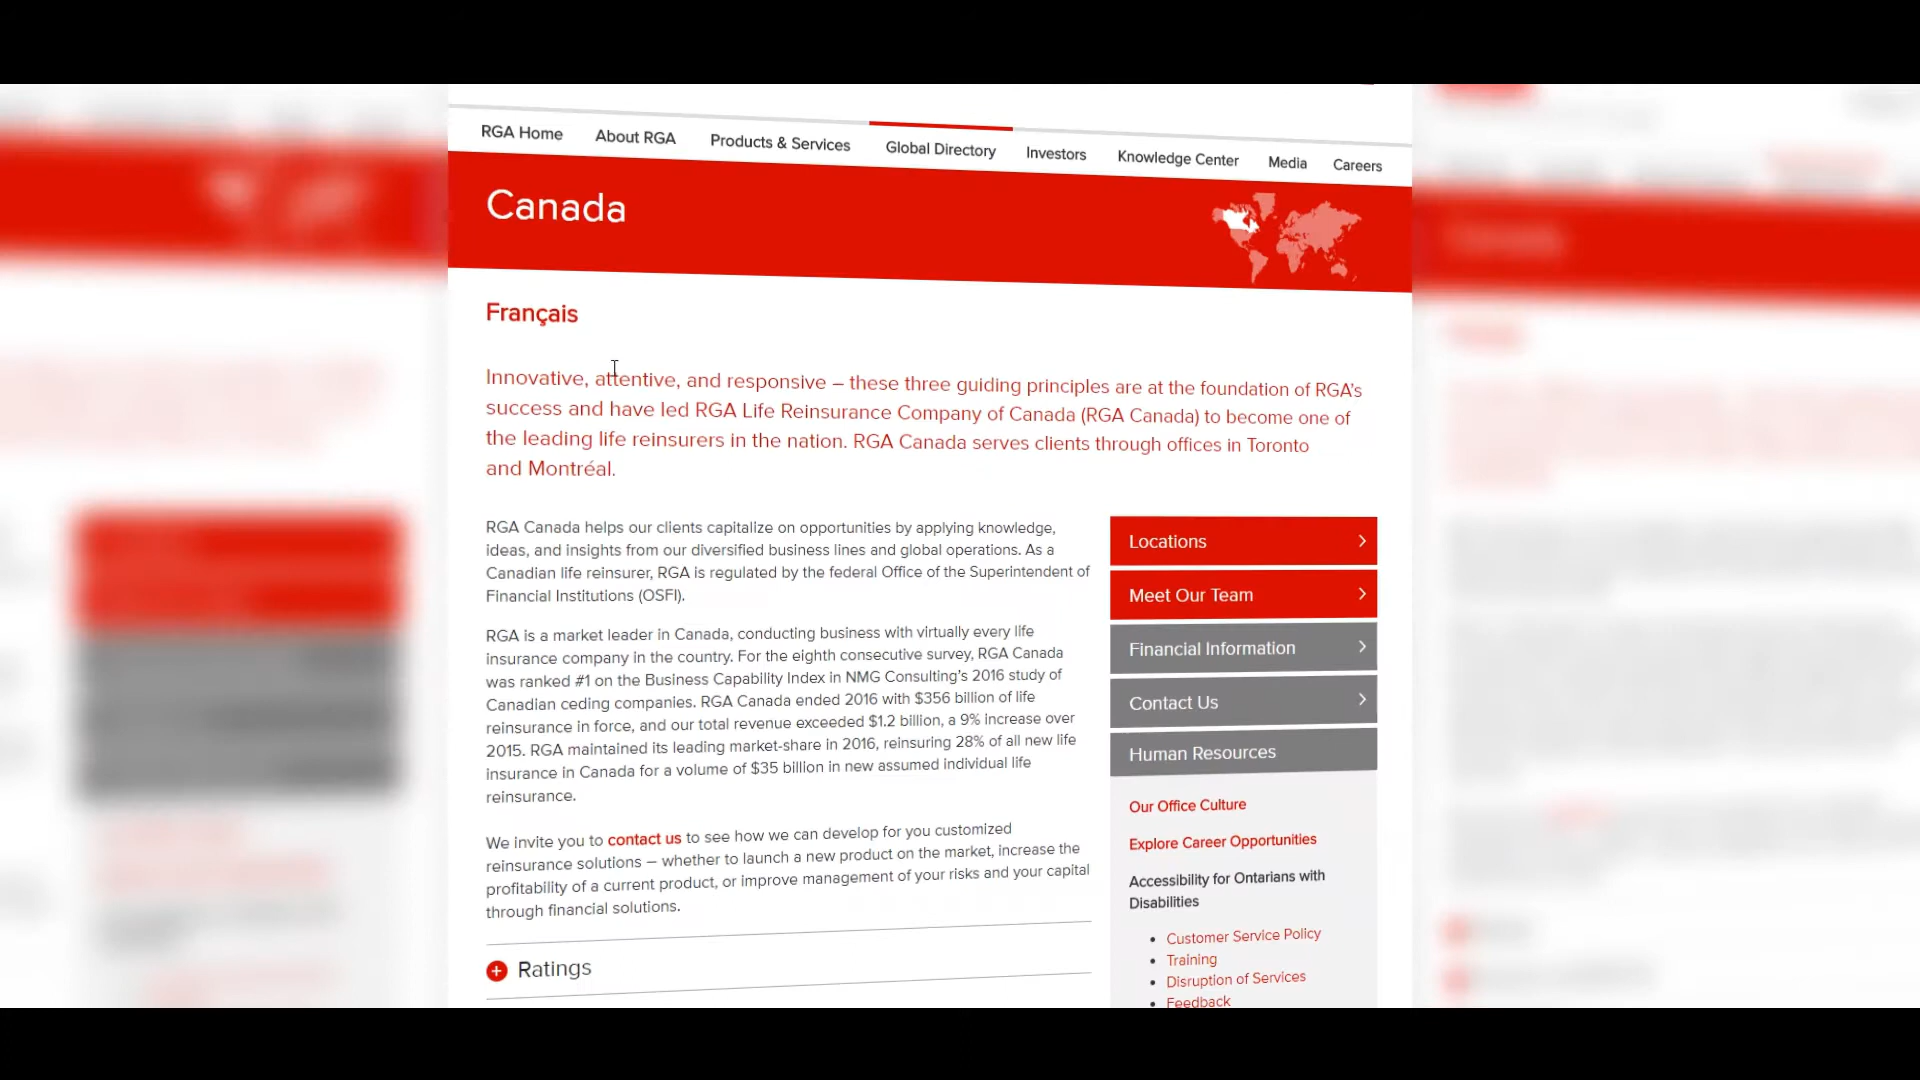 RGA Home About RGA Products & Services Global Directory Investors Knowledge Center Media Careers
Canada
Français
Innovative, attentive, and responsive – these three guiding principles are at the foundation of RGA's
success and have led RGA Life Reinsurance Company of Canada (RGA Canada) to become one of
the leading life reinsurers in the nation. RGA Canada serves clients through offices in Toronto
and Montréal.
RGA Canada helps our clients capitalize on opportunities by applying knowledge,
ideas, and insights from our diversified business lines and global operations. As a
Canadian life reinsurer, RGA is regulated by the federal Office of the Superintendent of
Financial Institutions (OSFI).
RGA is a market leader in Canada, conducting business with virtually every life
insurance company in the country. For the eighth consecutive survey, RGA Canada
was ranked #1 on the Business Capability Index in NMG Consulting's 2016 study of
Canadian ceding companies. RGA Canada ended 2016 with $356 billion of life
reinsurance in force, and our total revenue exceeded $1.2 billion, a 9% increase over
2015. RGA maintained its leading market-share in 2016, reinsuring 28% of all new life
insurance in Canada for a volume of $35 billion in new assumed individual life
reinsurance.
We invite you to contact us to see how we can develop for you customized
reinsurance solutions – whether to launch a new product on the market, increase the
profitability of a current product, or improve management of your risks and your capital
through financial solutions.
Ratings
Locations
Meet Our Team
Financial Information
Contact Us
Human Resources
Our Office Culture
Explore Career Opportunities
Accessibility for Ontarians with
Disabilities
• Customer Service Policy
• Training
• Disruption of Services
• Feedback